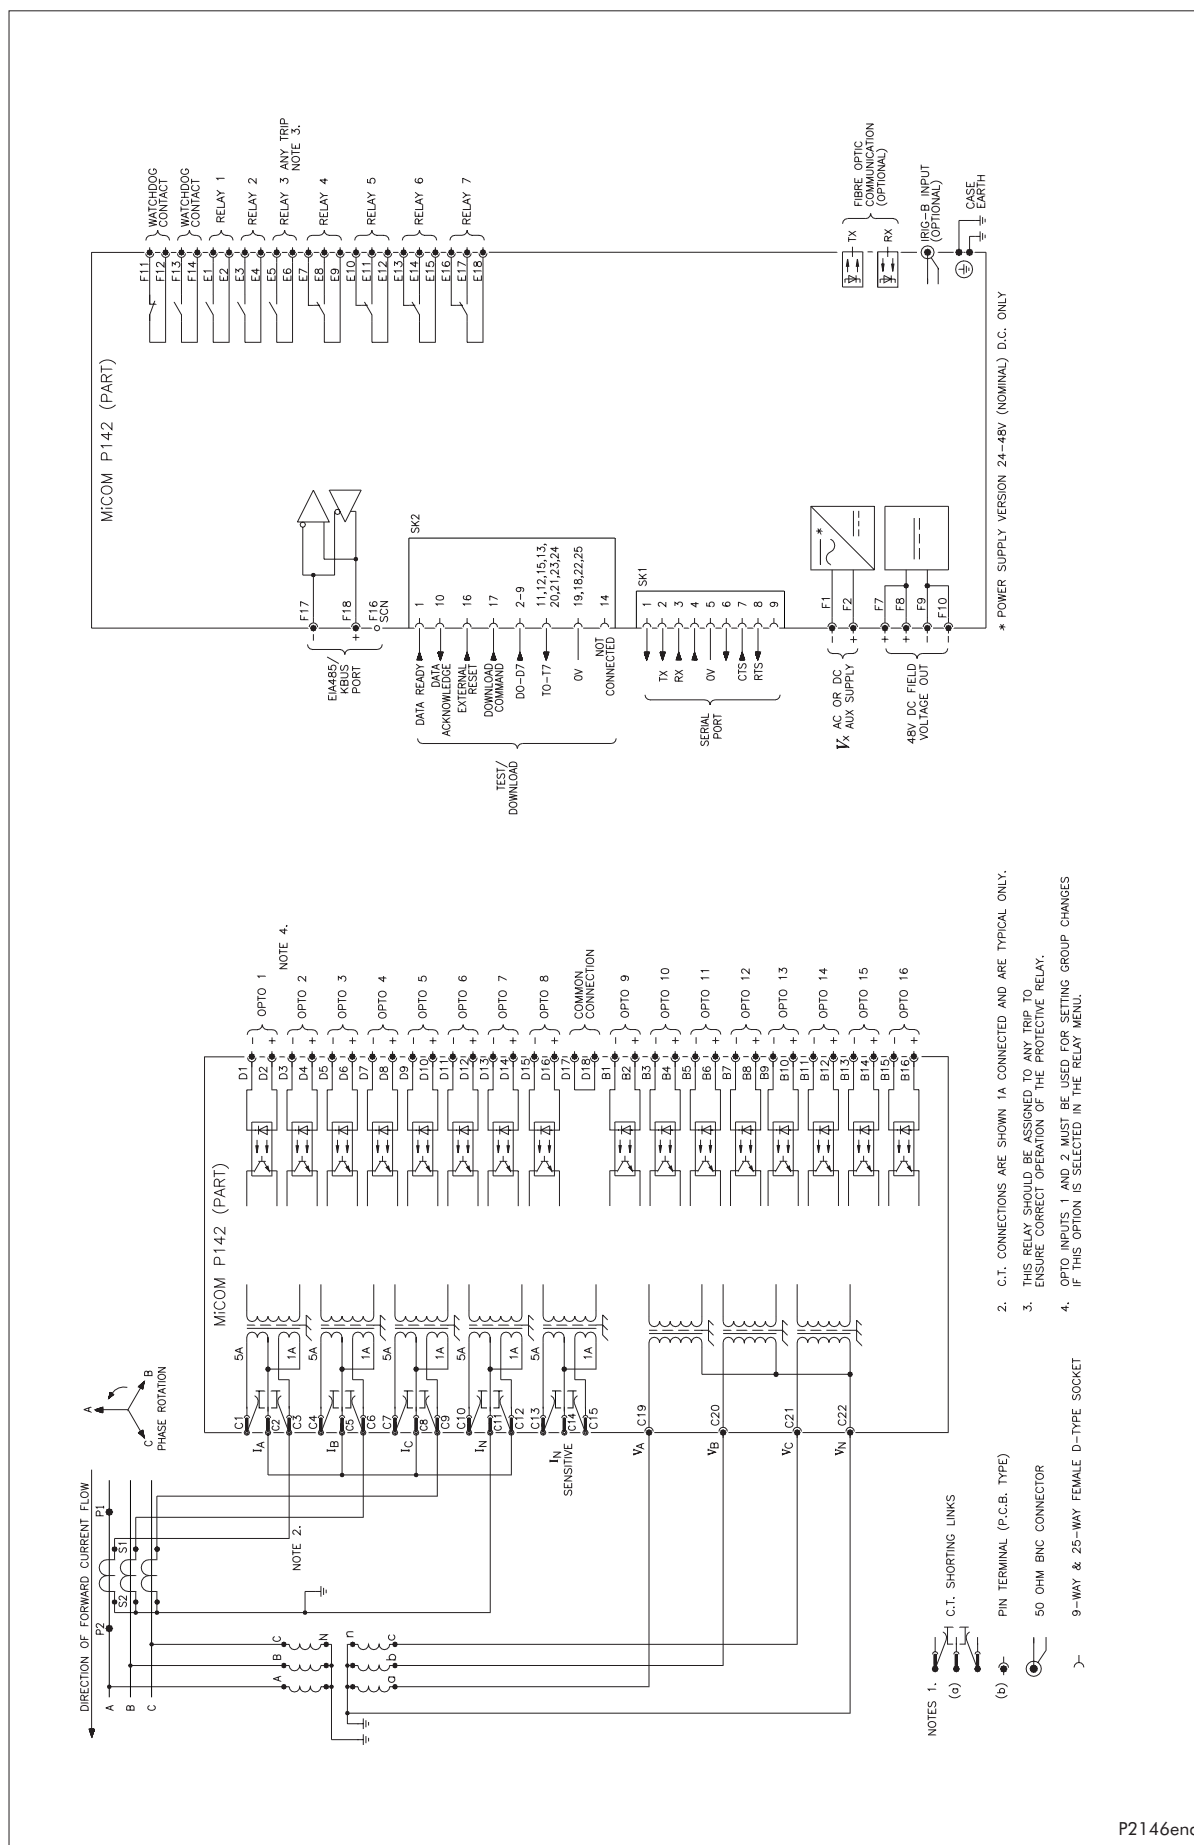 DIRECTION OF FORWARD CURRENT FLOW
A
B
C
P2
P1
S2
S1
A
B
C
N
n
a
b
c
NOTE 2.
A
B
C
PHASE ROTATION
MiCOM P142 (PART)
C1
C2
C3
C4
C5
C6
C7
C8
C9
C10
C11
C12
C13
C14
C15
C19
C20
C21
C22
IA
IB
IC
IN
IN
SENSITIVE
VA
VB
VC
VN
5A
1A
5A
1A
5A
1A
5A
1A
5A
1A
D1
-
D2
+
OPTO 1
D3
-
D4
+
OPTO 2
NOTE 4.
D5
-
D6
+
OPTO 3
D7
-
D8
+
OPTO 4
D9
-
D10
+
OPTO 5
D11
-
D12
+
OPTO 6
D13
-
D14
+
OPTO 7
D15
-
D16
+
OPTO 8
D17
D18
COMMON
CONNECTION
B1
-
B2
+
OPTO 9
B3
-
B4
+
OPTO 10
B5
-
B6
+
OPTO 11
B7
-
B8
+
OPTO 12
B9
-
B10
+
OPTO 13
B11
-
B12
+
OPTO 14
B13
-
B14
+
OPTO 15
B15
-
B16
+
OPTO 16
NOTES 1.
(a)
C.T. SHORTING LINKS
(b)
PIN TERMINAL (P.C.B. TYPE)
50 OHM BNC CONNECTOR
9-WAY & 25-WAY FEMALE D-TYPE SOCKET
2. C.T. CONNECTIONS ARE SHOWN 1A CONNECTED AND ARE TYPICAL ONLY.
3. THIS RELAY SHOULD BE ASSIGNED TO ANY TRIP TO
ENSURE CORRECT OPERATION OF THE PROTECTIVE RELAY.
4. OPTO INPUTS 1 AND 2 MUST BE USED FOR SETTING GROUP CHANGES
IF THIS OPTION IS SELECTED IN THE RELAY MENU.
MiCOM P142 (PART)
EIA485/
KBUS
PORT
-
F17
+
F18
F16
SCN
TEST/
DOWNLOAD
SK2
DATA READY
1
DATA
ACKNOWLEDGE
10
EXTERNAL
RESET
16
DOWNLOAD
COMMAND
17
DO-D7
2-9
TO-T7
11,12,15,13,
20,21,23,24
0V
19,18,22,25
NOT
CONNECTED
14
SERIAL
PORT
SK1
1
TX
2
RX
3
4
0V
5
6
CTS
7
RTS
8
9
Vx AC OR DC
AUX SUPPLY
-
F1
+
F2
*
48V DC FIELD
VOLTAGE OUT
+
F7
+
F8
-
F9
-
F10
F11
F12
WATCHDOG
CONTACT
F13
F14
WATCHDOG
CONTACT
E1
E2
RELAY 1
E3
E4
RELAY 2
E5
E6
RELAY 3 ANY TRIP
NOTE 3.
E7
E8
E9
RELAY 4
E10
E11
E12
RELAY 5
E13
E14
E15
RELAY 6
E16
E17
E18
RELAY 7
TX
RX
FIBRE OPTIC
COMMUNICATION
(OPTIONAL)
IRIG-B INPUT
(OPTIONAL)
CASE
EARTH
* POWER SUPPLY VERSION 24-48V (NOMINAL) D.C. ONLY